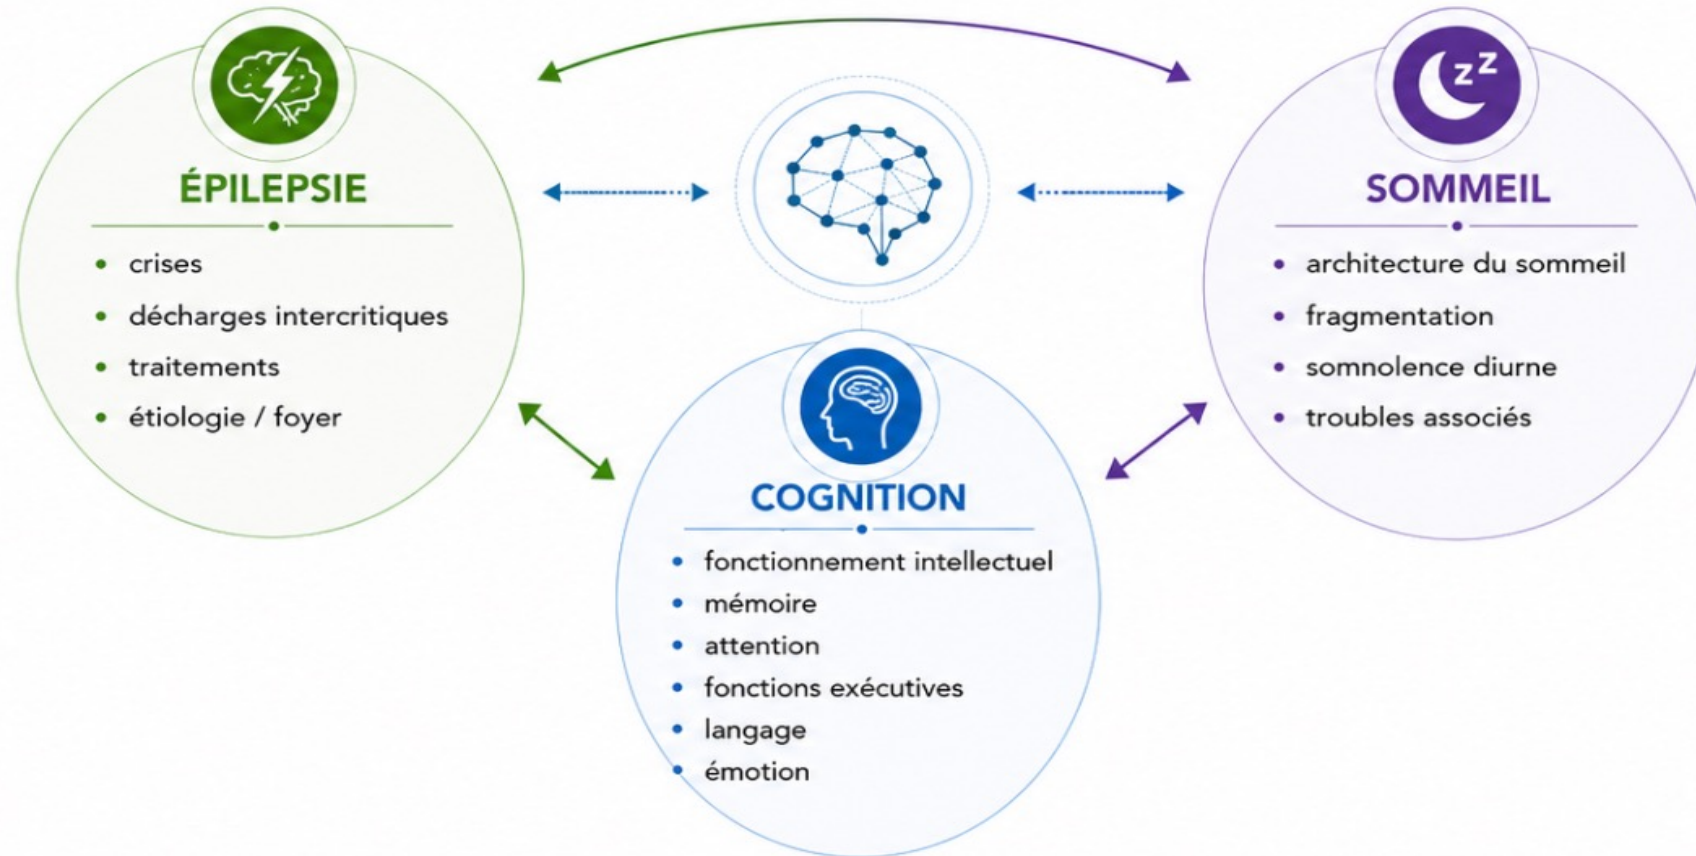 z z
ÉPILEPSIE
• crises
• décharges intercritiques
• traitements
• étiologie / foyer
SOMMEIL
• architecture du sommeil
• fragmentation
• somnolence diurne
• troubles associés
COGNITION
• fonctionnement intellectuel
• mémoire
• attention
• fonctions exécutives
• langage
• émotion